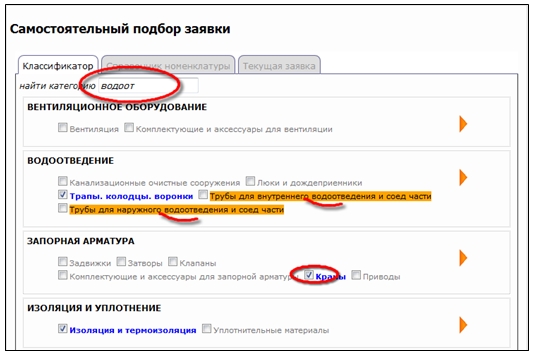 Самостоятельный подбор заявки
Классификатор Справочник номенклатуры Текущая заявка
найти категорию водоот
ВЕНТИЛЯЦИОННОЕ ОБОРУДОВАНИЕ
Вентиляция Комплектующие и аксессуары для вентиляции
ВОДООТВЕДЕНИЕ
Канализационные очистные сооружения Люки и дождеприемники
Трапы, колодцы, воронки Трубы для внутреннего водоотведения и соед части
Трубы для наружного водоотведения и соед части
ЗАПОРНАЯ АРМАТУРА
Задвижки Затворы Клапаны
Комплектующие и аксессуары для запорной арматуры Краны Приводы
ИЗОЛЯЦИЯ И УПЛОТНЕНИЕ
Изоляция и термоизоляция Уплотнительные материалы